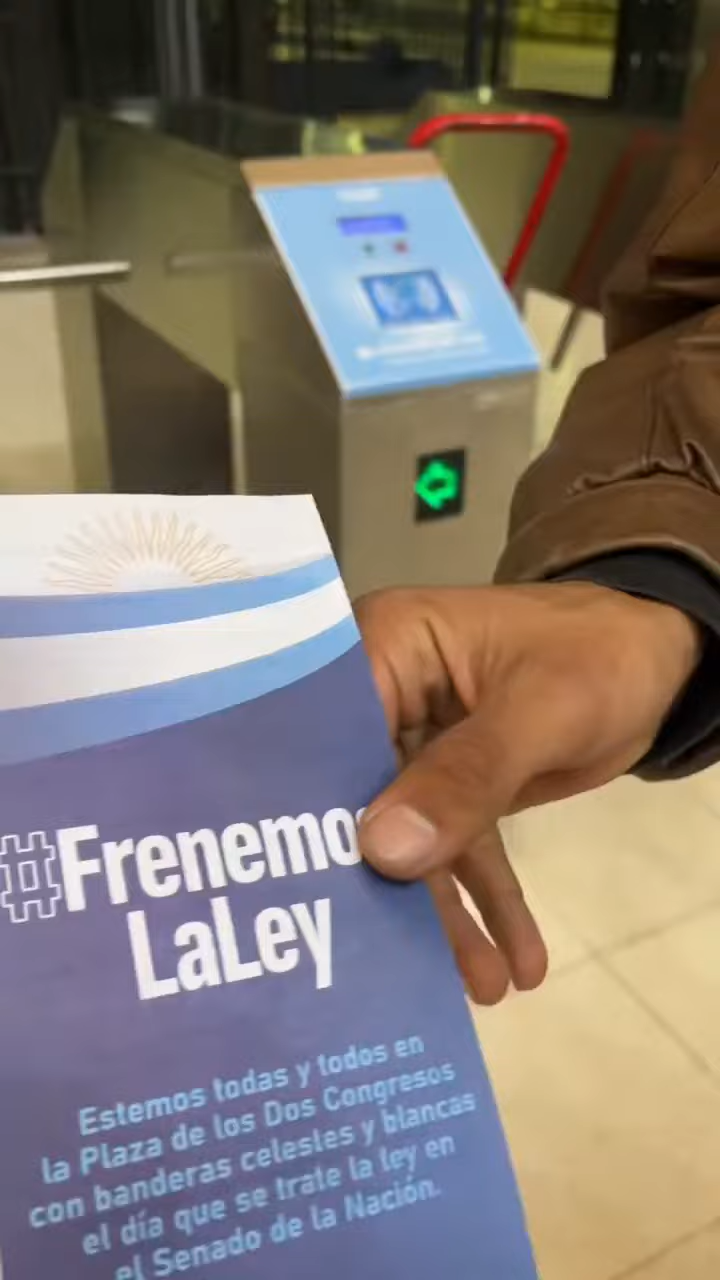 #Frenemos
LaLey
Estemos todas y todos en
la Plaza de los Dos Congresos
con banderas celestes y blancas
el día que se trate la ley en
el Senado de la Nación.